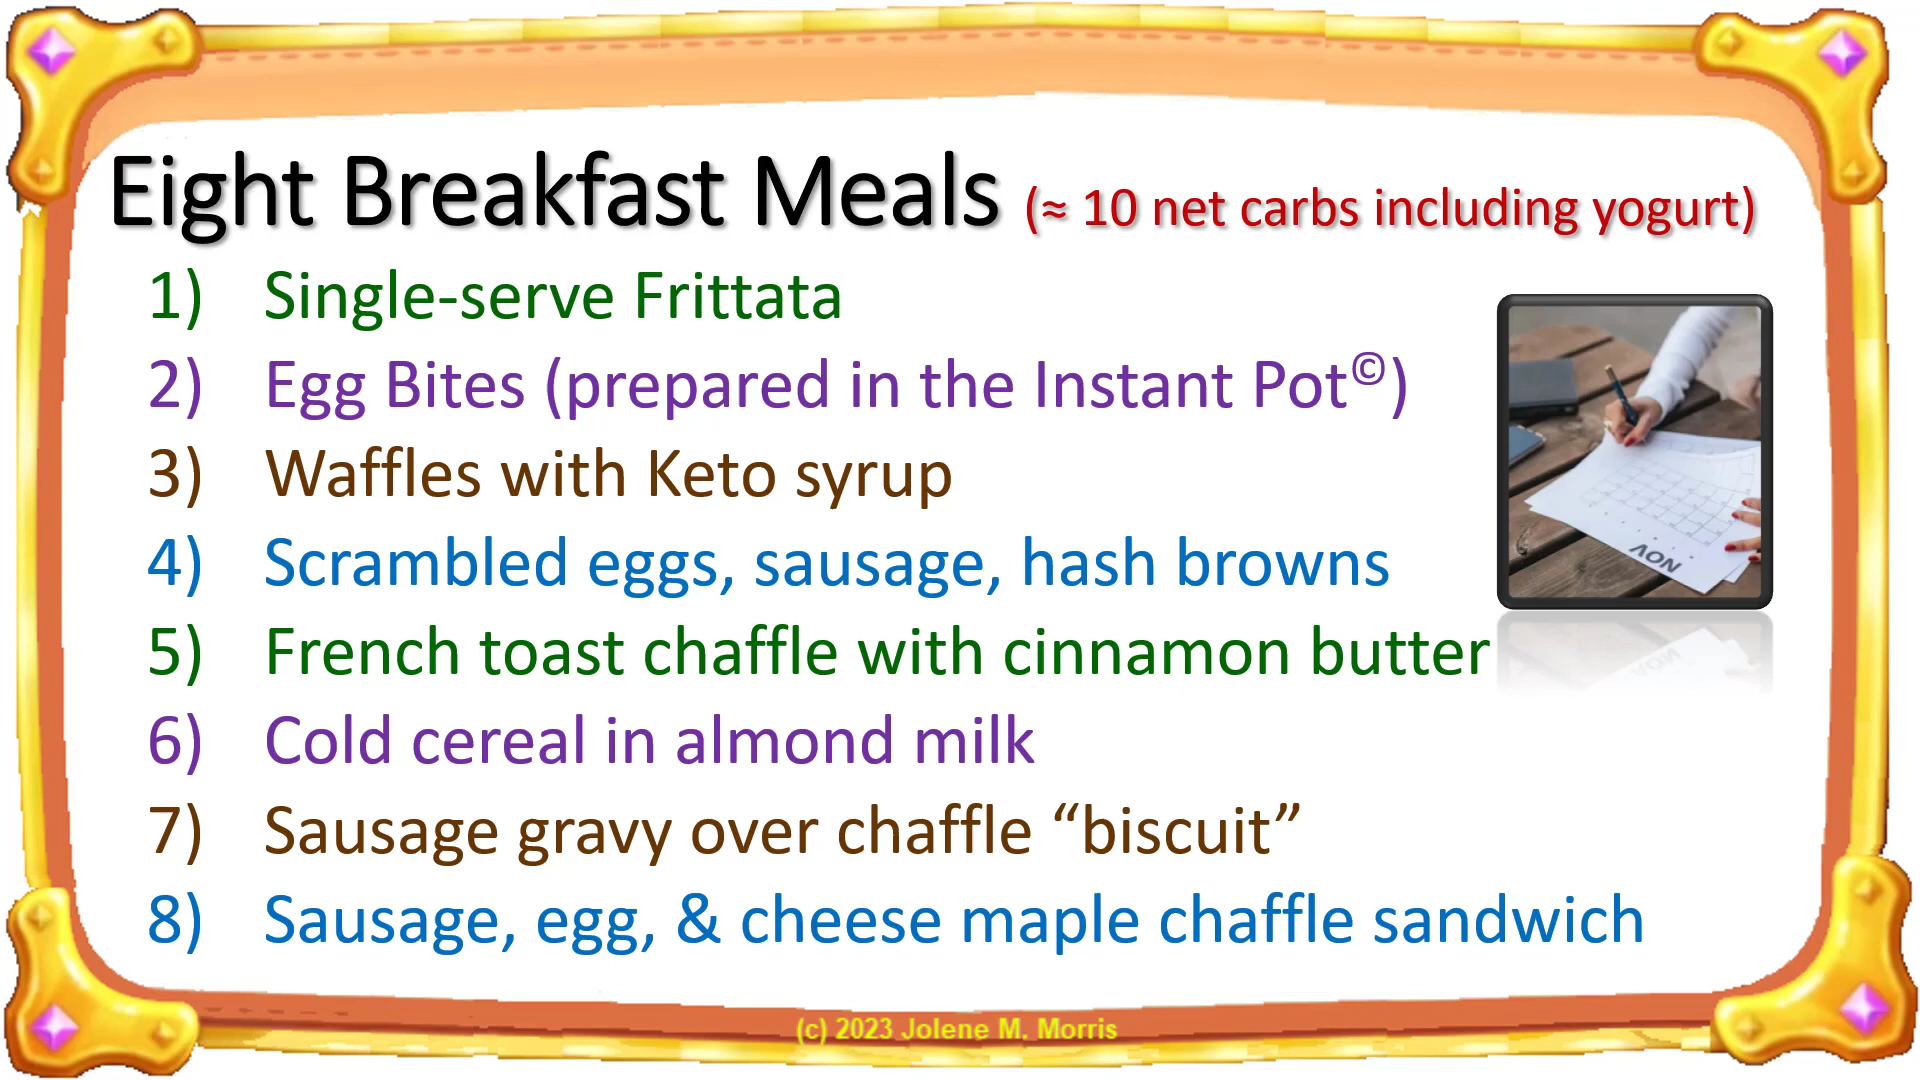 Eight Breakfast Meals (≈ 10 net carbs including yogurt)
1) Single-serve Frittata
2) Egg Bites (prepared in the Instant Pot©)
3) Waffles with Keto syrup
4) Scrambled eggs, sausage, hash browns
5) French toast chaffle with cinnamon butter
6) Cold cereal in almond milk
7) Sausage gravy over chaffle “biscuit”
8) Sausage, egg, & cheese maple chaffle sandwich
NOV
(c) 2023 Jolene M. Morris